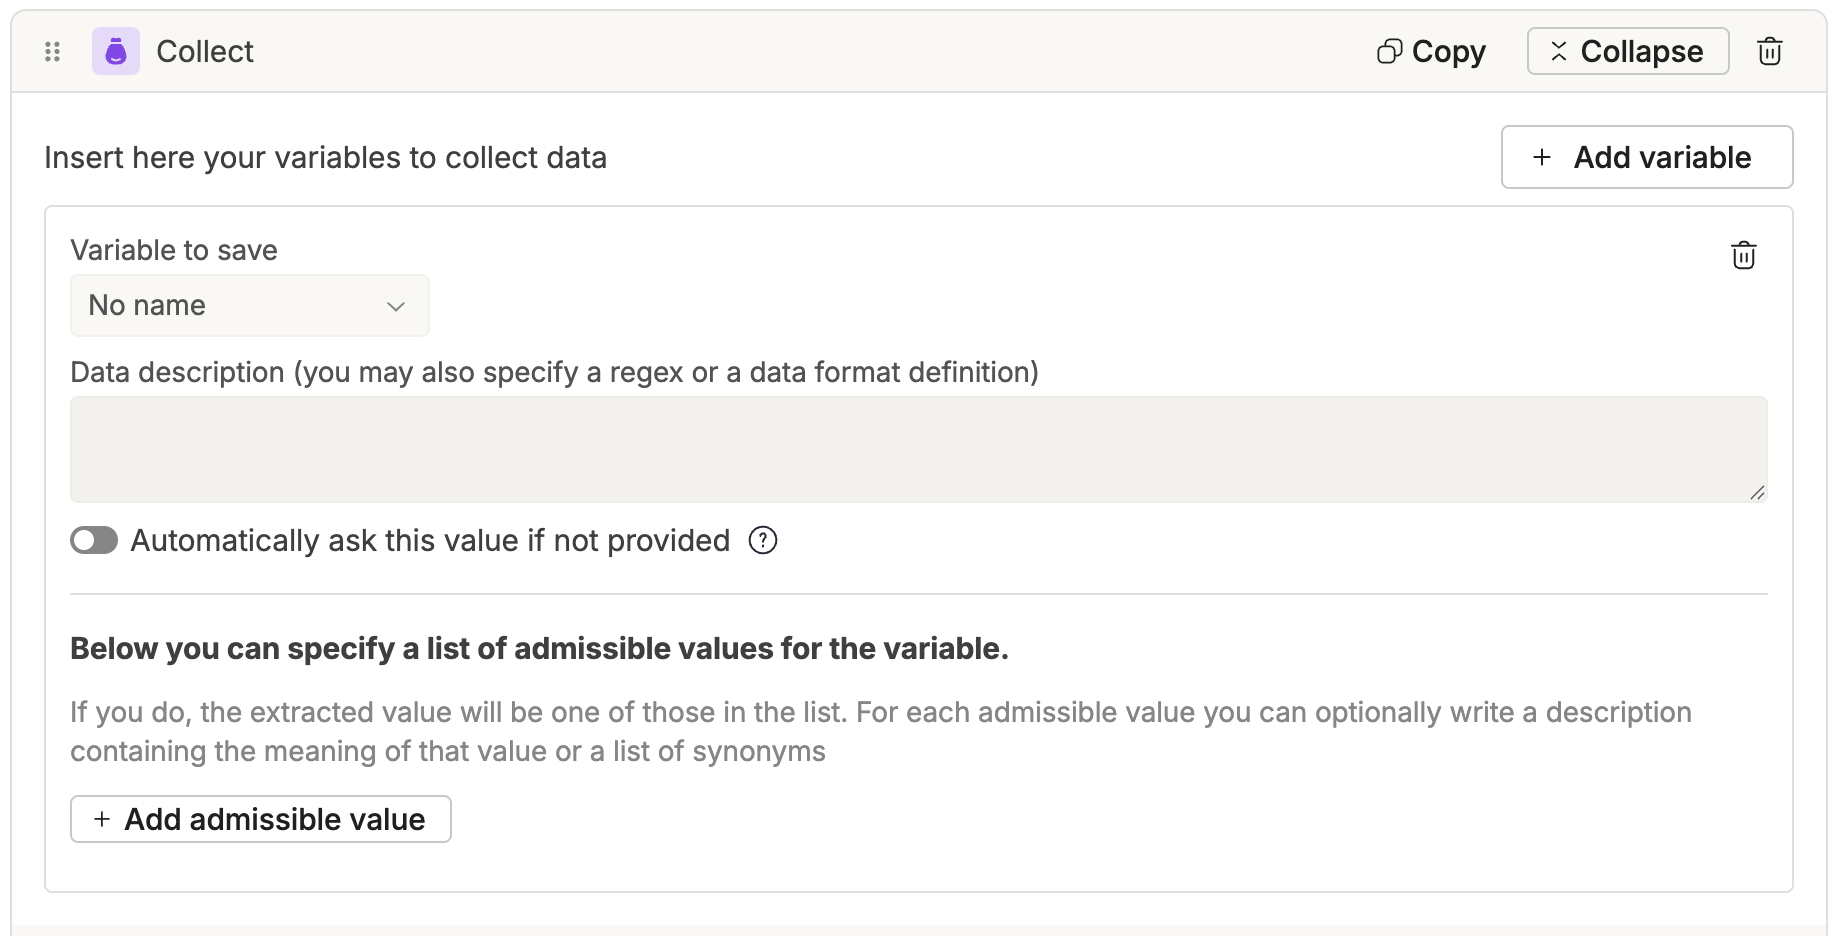 Collect
Copy
Collapse
Insert here your variables to collect data
+ Add variable
Variable to save
No name
Data description (you may also specify a regex or a data format definition)
Automatically ask this value if not provided ?
Below you can specify a list of admissible values for the variable.
If you do, the extracted value will be one of those in the list. For each admissible value you can optionally write a description
containing the meaning of that value or a list of synonyms
+ Add admissible value